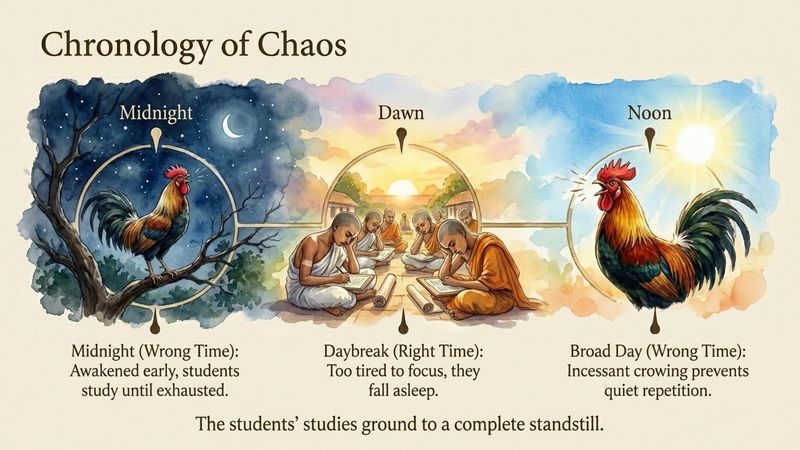 Chronology of Chaos
Midnight
Dawn
Noon
Midnight (Wrong Time):
Awakened early, students
study until exhausted.
Daybreak (Right Time):
Too tired to focus, they
fall asleep.
Broad Day (Wrong Time):
Incessant crowing prevents
quiet repetition.
The students' studies ground to a complete standstill.